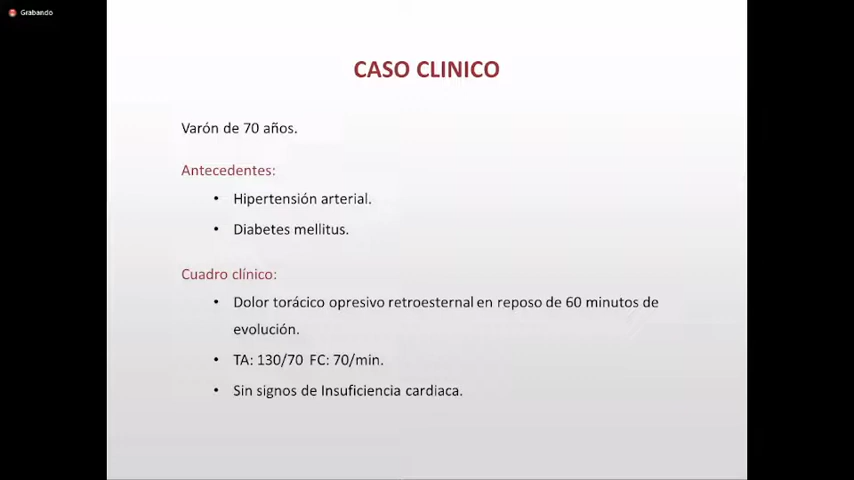 Grabando
CASO CLINICO
Varón de 70 años.
Antecedentes:
• Hipertensión arterial.
• Diabetes mellitus.
Cuadro clínico:
• Dolor torácico opresivo retroesternal en reposo de 60 minutos de
evolución.
• TA: 130/70 FC: 70/min.
• Sin signos de Insuficiencia cardiaca.